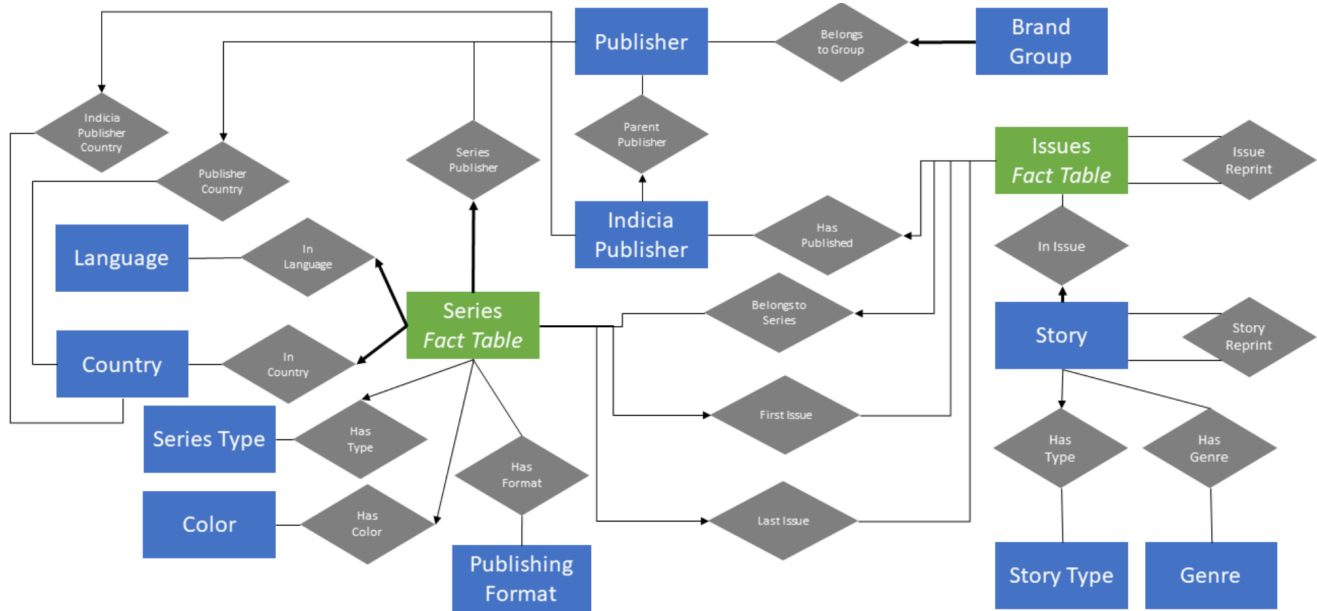 Publisher
Belongs
to Group
Brand
Group
Indicia
Publisher
Country
Parent
Publisher
Series
Publisher
Publisher
Country
Issues
Fact Table
Issue
Reprint
Indicia
Publisher
Has
Published
In Issue
Language
In
Language
Series
Fact Table
Belongs to
Series
Story
Story
Reprint
Country
In
Country
First Issue
Series Type
Has
Type
Has
Format
Has
Type
Has
Genre
Color
Has
Color
Last Issue
Publishing
Format
Story Type
Genre